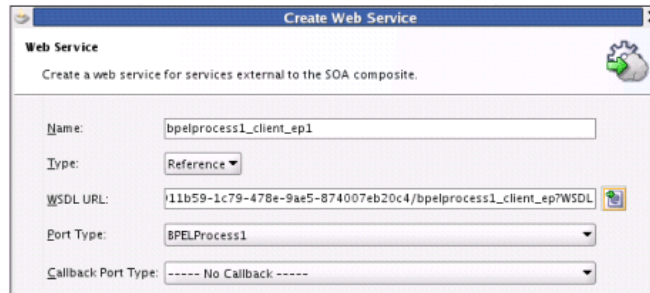 Create Web Service
Web Service
Create a web service for services external to the SOA composite.
Name: bpelprocess1_client_ep1
Type: Reference
WSDL URL: 11b59-1c79-478e-9ae5-874007eb20c4/bpelprocess1_client_ep?WSDL
Port Type: BPELProcess1
Callback Port Type: ----- No Callback -----